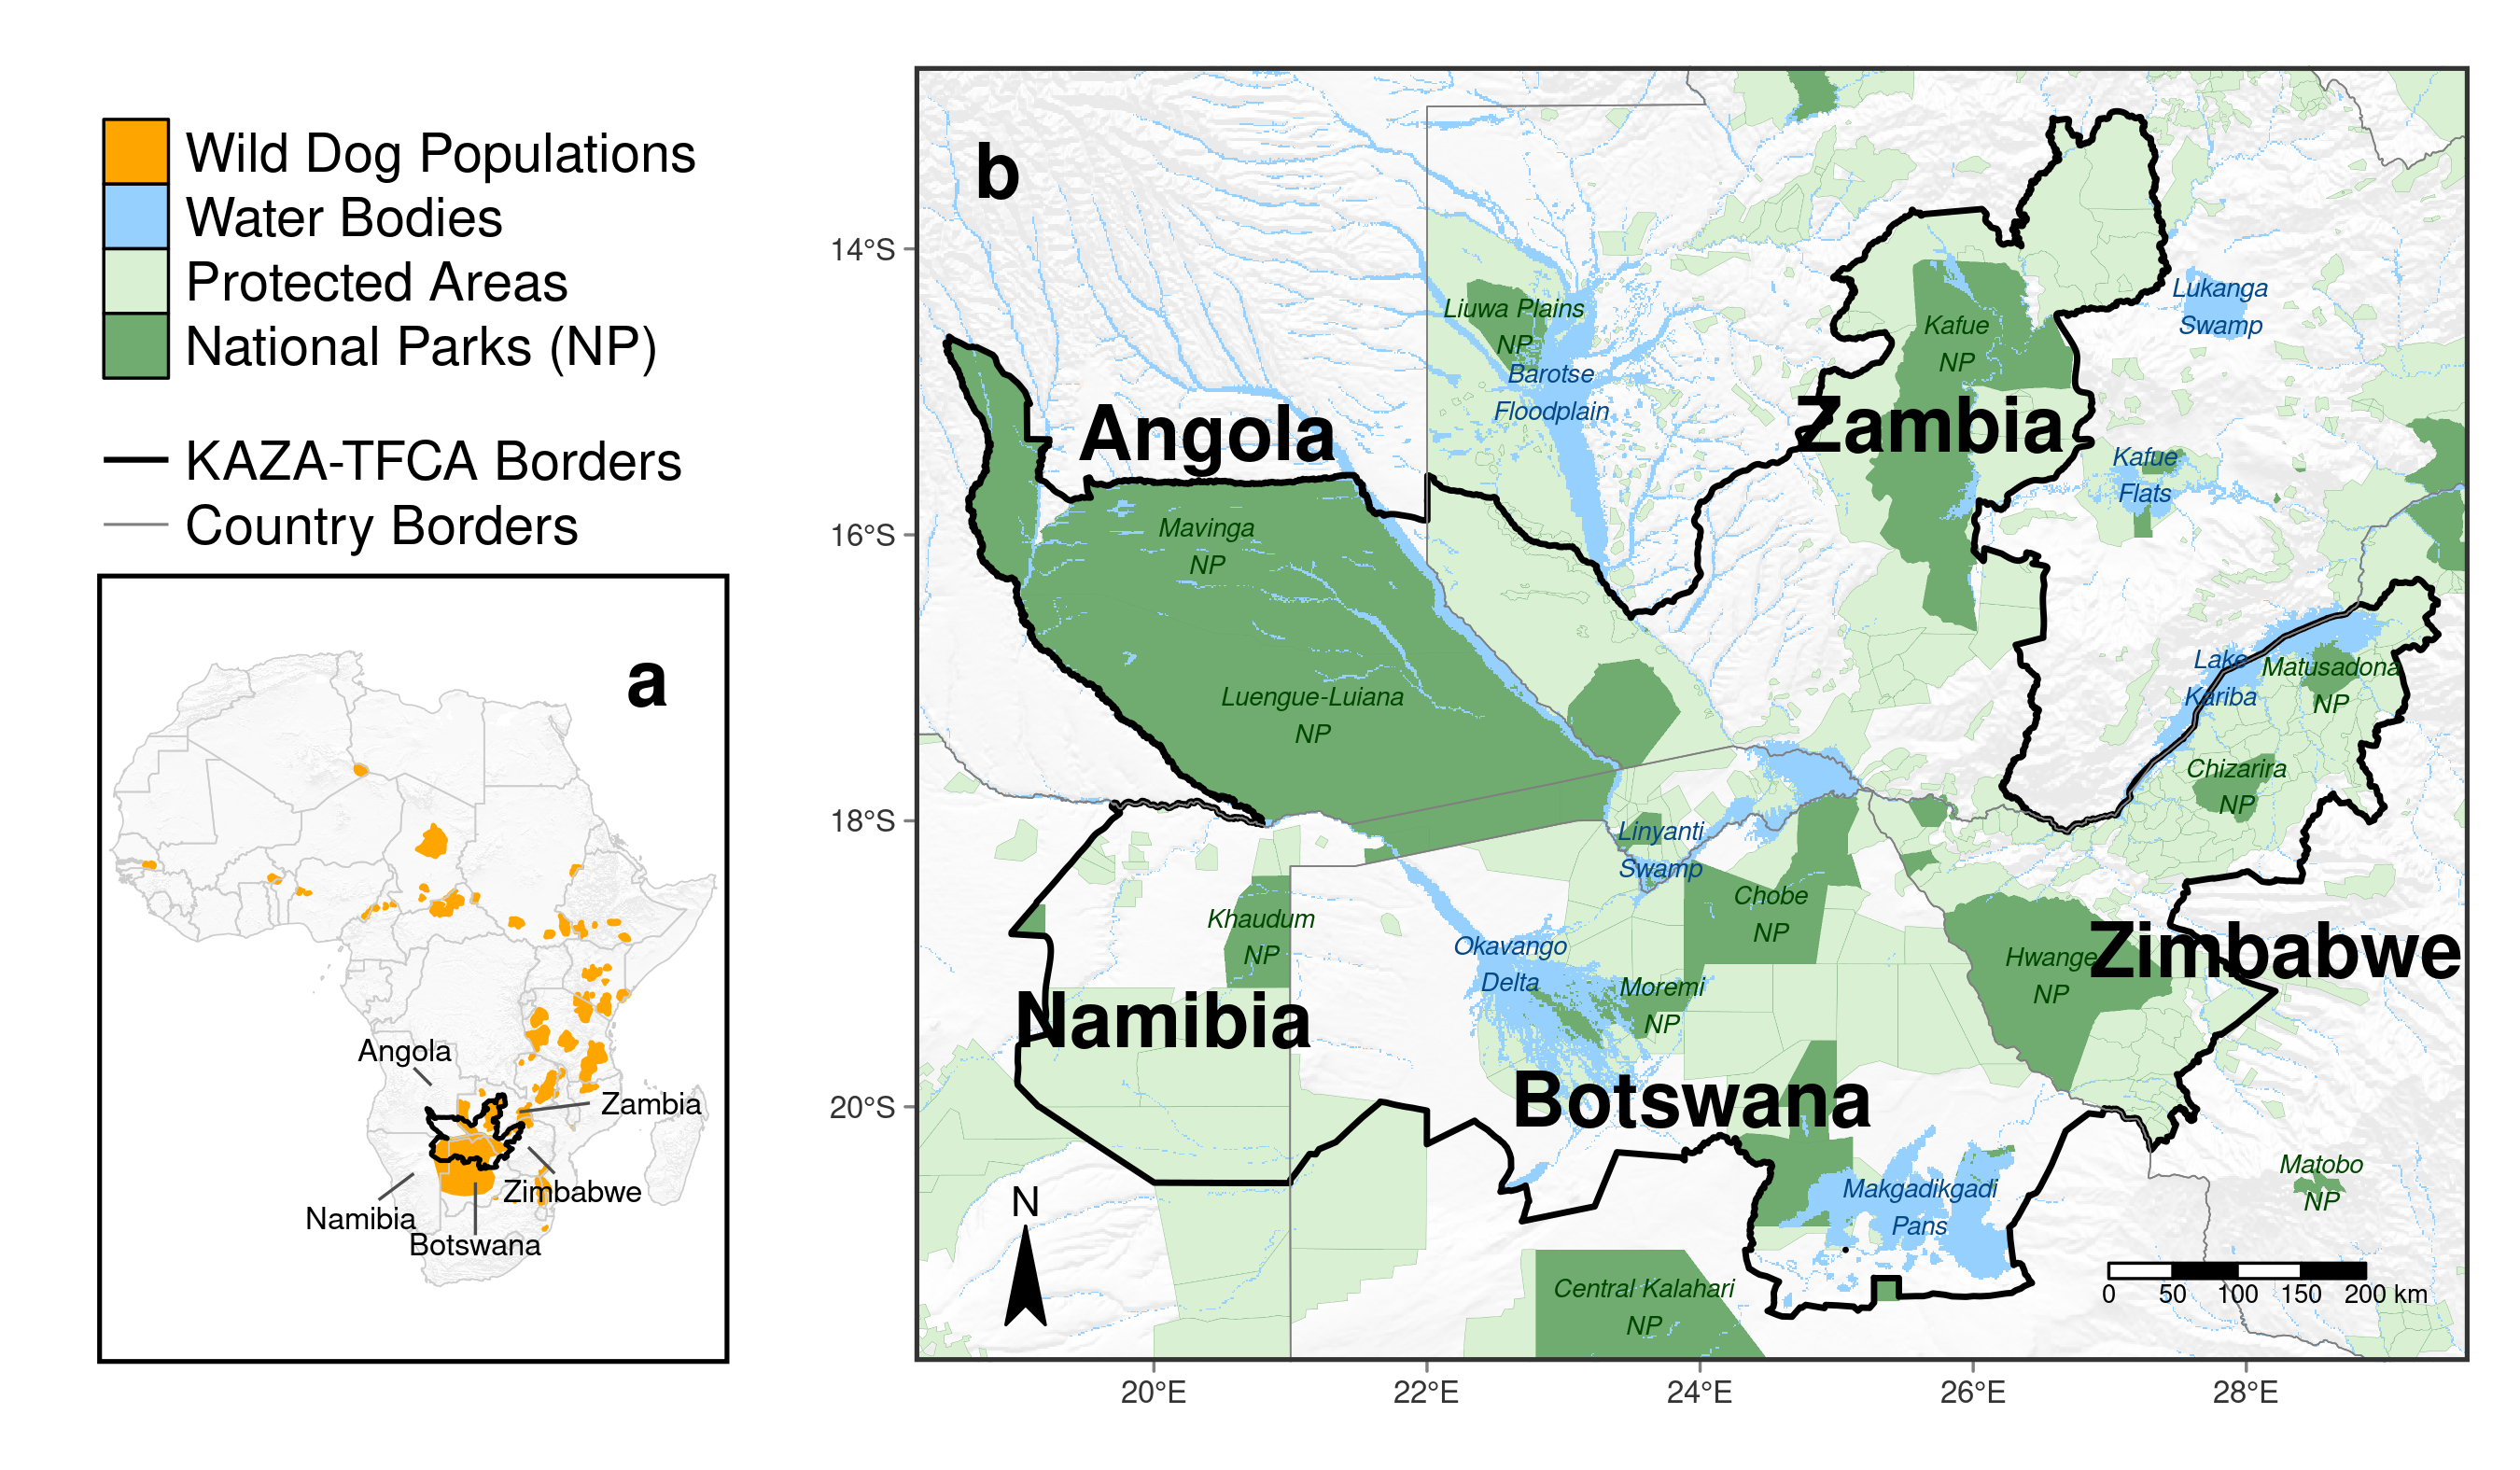 Wild Dog Populations
Water Bodies
Protected Areas
National Parks (NP)
KAZA-TFCA Borders
Country Borders
a
Angola
Zambia
Zimbabwe
Namibia
Botswana
b
14°S
16°S
18°S
20°S
20°E
22°E
24°E
26°E
28°E
Liuwa Plains
NP
Barotse
Floodplain
Kafue
NP
Lukanga
Swamp
Angola
Zambia
Kafue
Flats
Mavinga
NP
Luengue-Luiana
NP
Lake
Kariba
Matusadona
NP
Chizarira
NP
Linyanti
Swamp
Chobe
NP
Khaudum
NP
Okavango
Delta
Moremi
NP
Hwange
NP
Zimbabwe
Namibia
Botswana
Makgadikgadi
Pans
Matobo
NP
Central Kalahari
NP
N
0 50 100 150 200 km